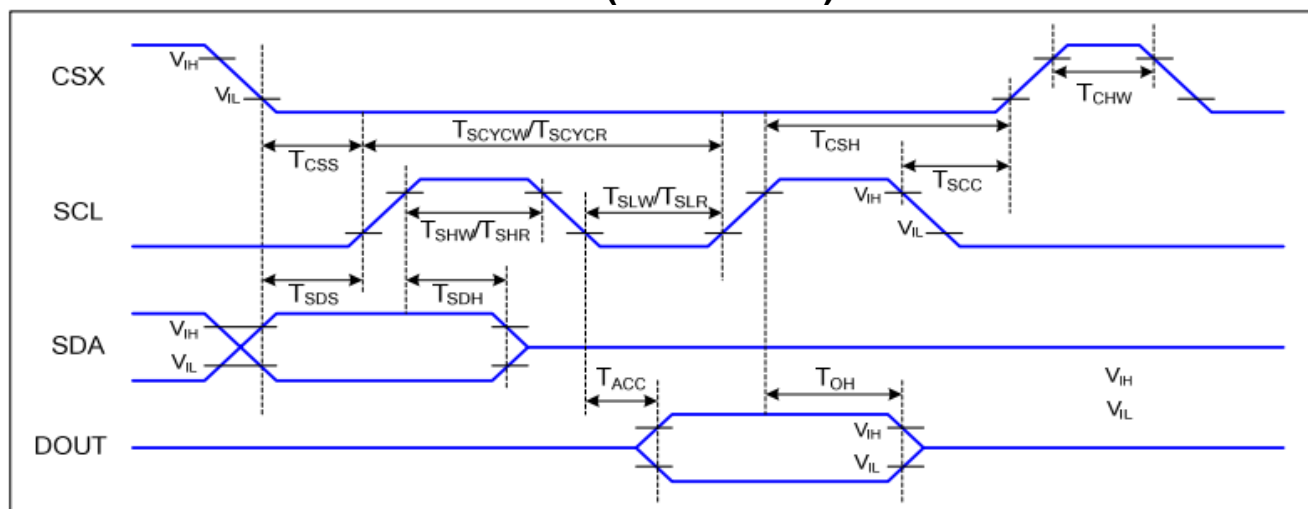 CSX
VIH
VIL
TCHW
TSCYCW/TSCYCR
TCSS
TCSH
TSCC
SCL
TSHW/TSHR
TSLW/TSLR
VIH
VIL
TSDS
TSDH
SDA
VIH
VIL
TACC
TOH
VIH
VIL
DOUT
VIH
VIL